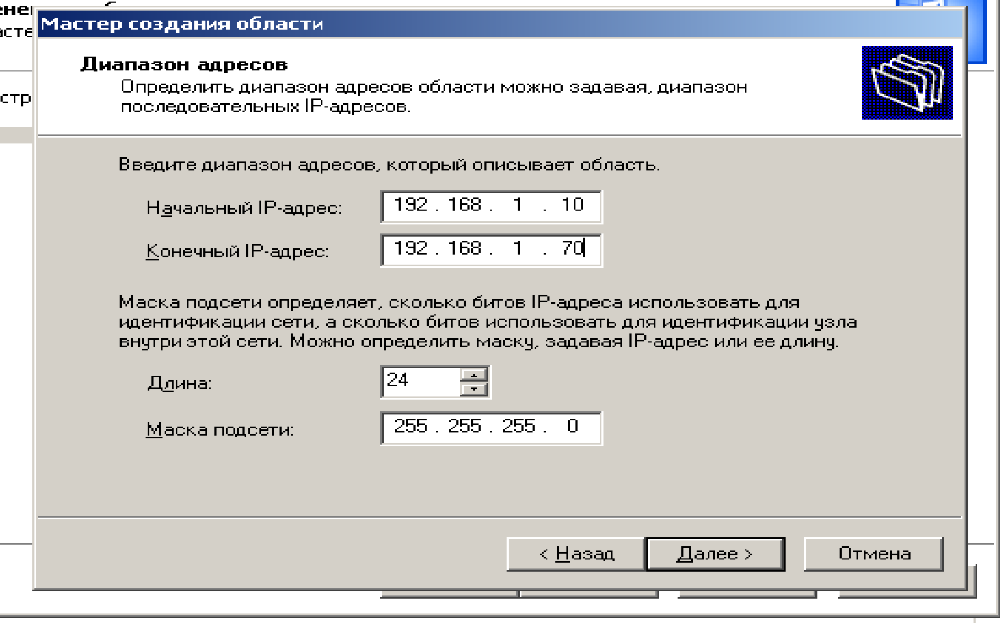 Мастер создания области
Диапазон адресов
Определить диапазон адресов области можно задавая, диапазон
последовательных IP-адресов.
Введите диапазон адресов, который описывает область.
Начальный IP-адрес: 192 . 168 . 1 . 10
Конечный IP-адрес: 192 . 168 . 1 . 70
Маска подсети определяет, сколько битов IP-адреса использовать для
идентификации сети, а сколько битов использовать для идентификации узла
внутри этой сети. Можно определить маску, задавая IP-адрес или ее длину.
Длина: 24
Маска подсети: 255 . 255 . 255 . 0
< Назад Далее > Отмена